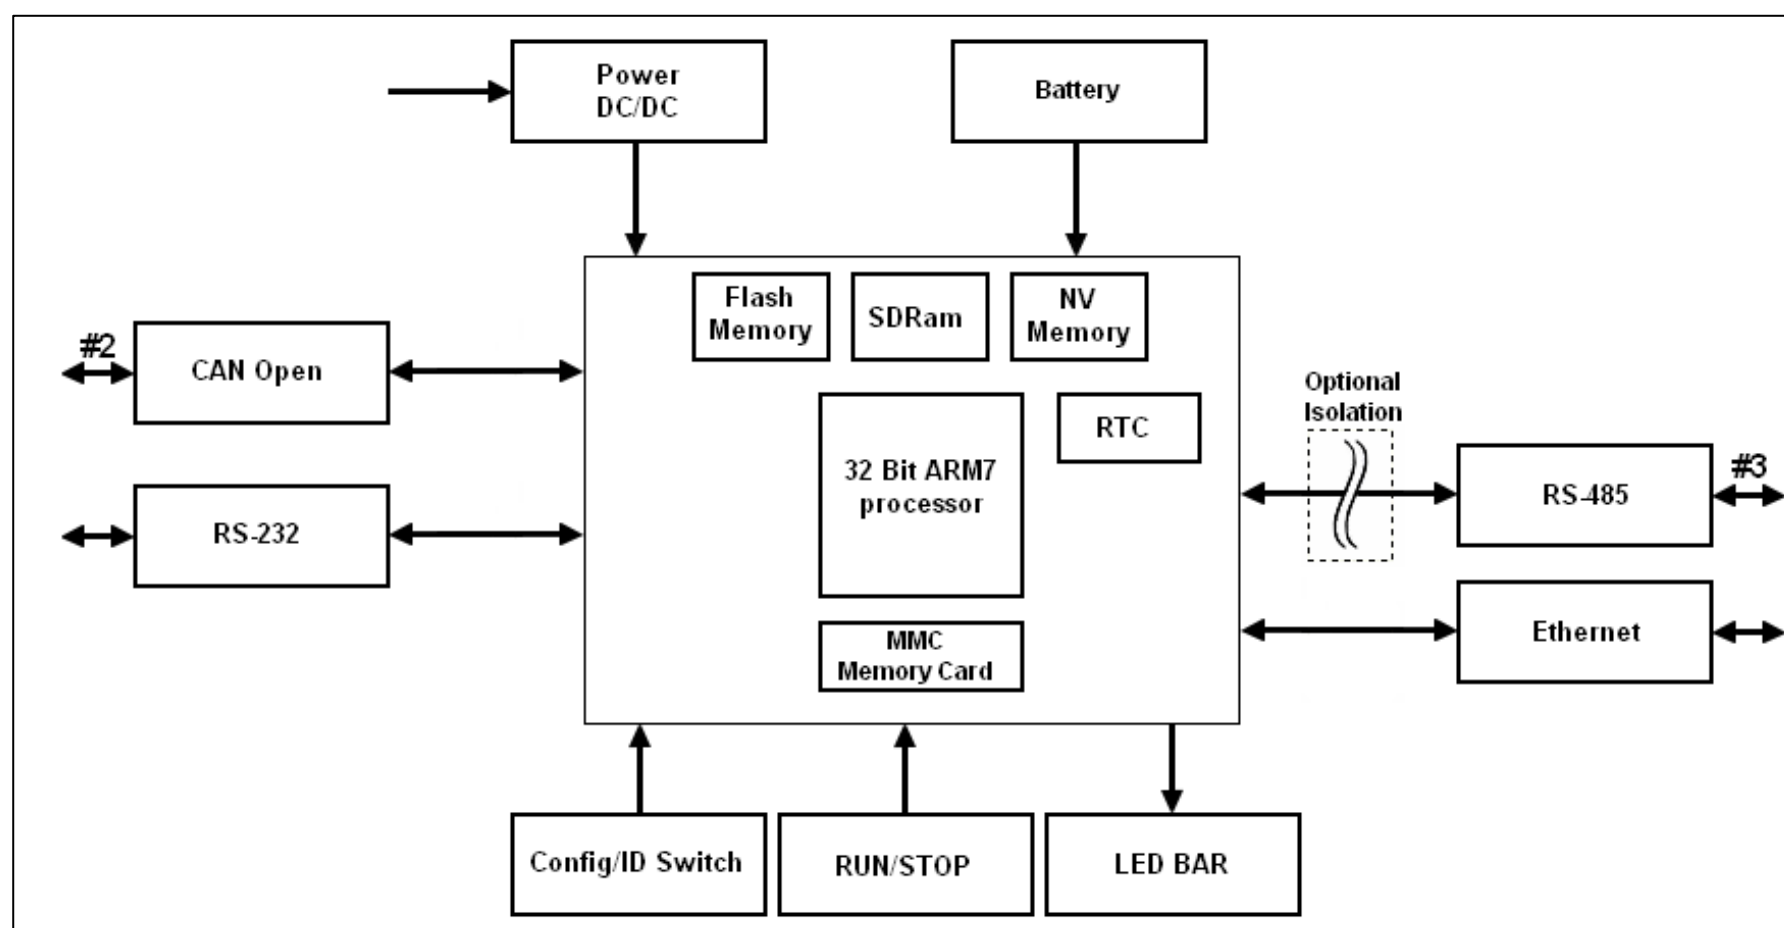 Power
DC/DC
Battery
Flash
Memory
SDRam
NV
Memory
#2
CAN Open
Optional
Isolation
RTC
32 Bit ARM7
processor
#3
RS-485
RS-232
MMC
Memory Card
Ethernet
Config/ID Switch
RUN/STOP
LED BAR